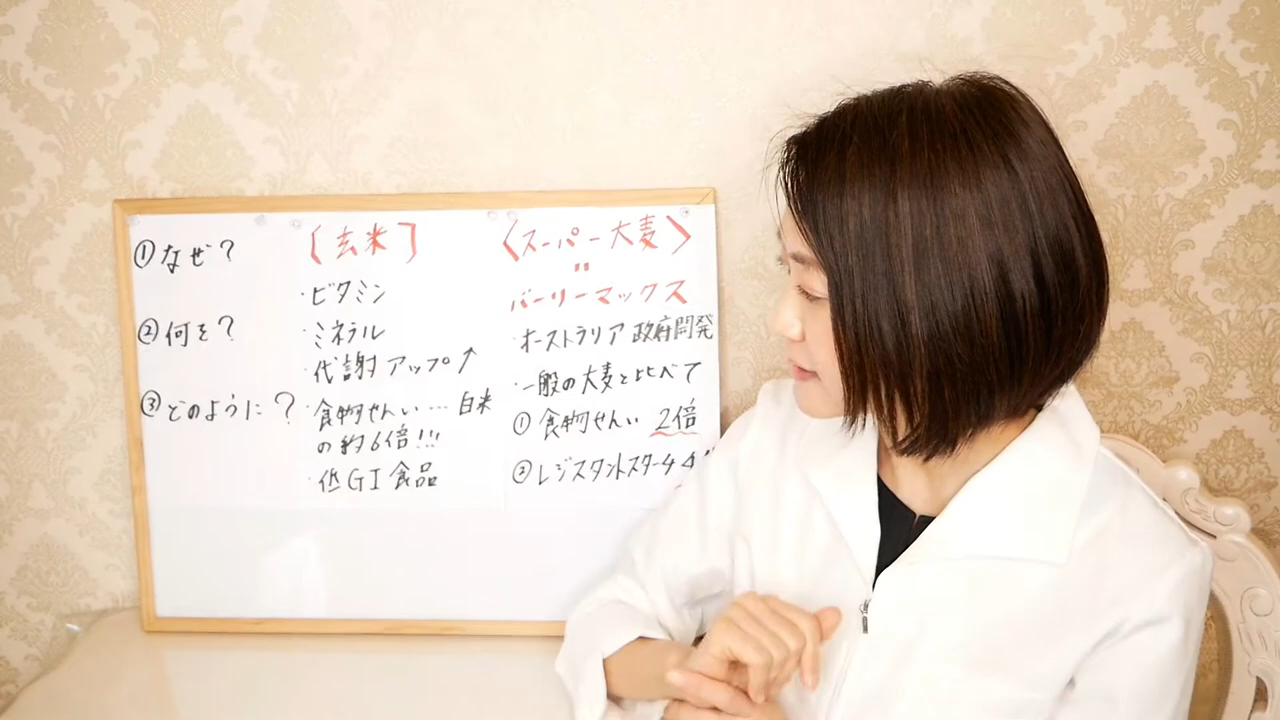 ①なぜ?
②何を?
③どのように?
〔玄米〕
・ビタミン
・ミネラル
・代謝アップ↑
・食物せんい…白米
の約6倍!!!
・低GI食品
〈スーパー大麦〉
=
バーリーマックス
・オーストラリア政府開発
・一般の大麦と比べて
①食物せんい 2倍
②レジスタントスターチ4